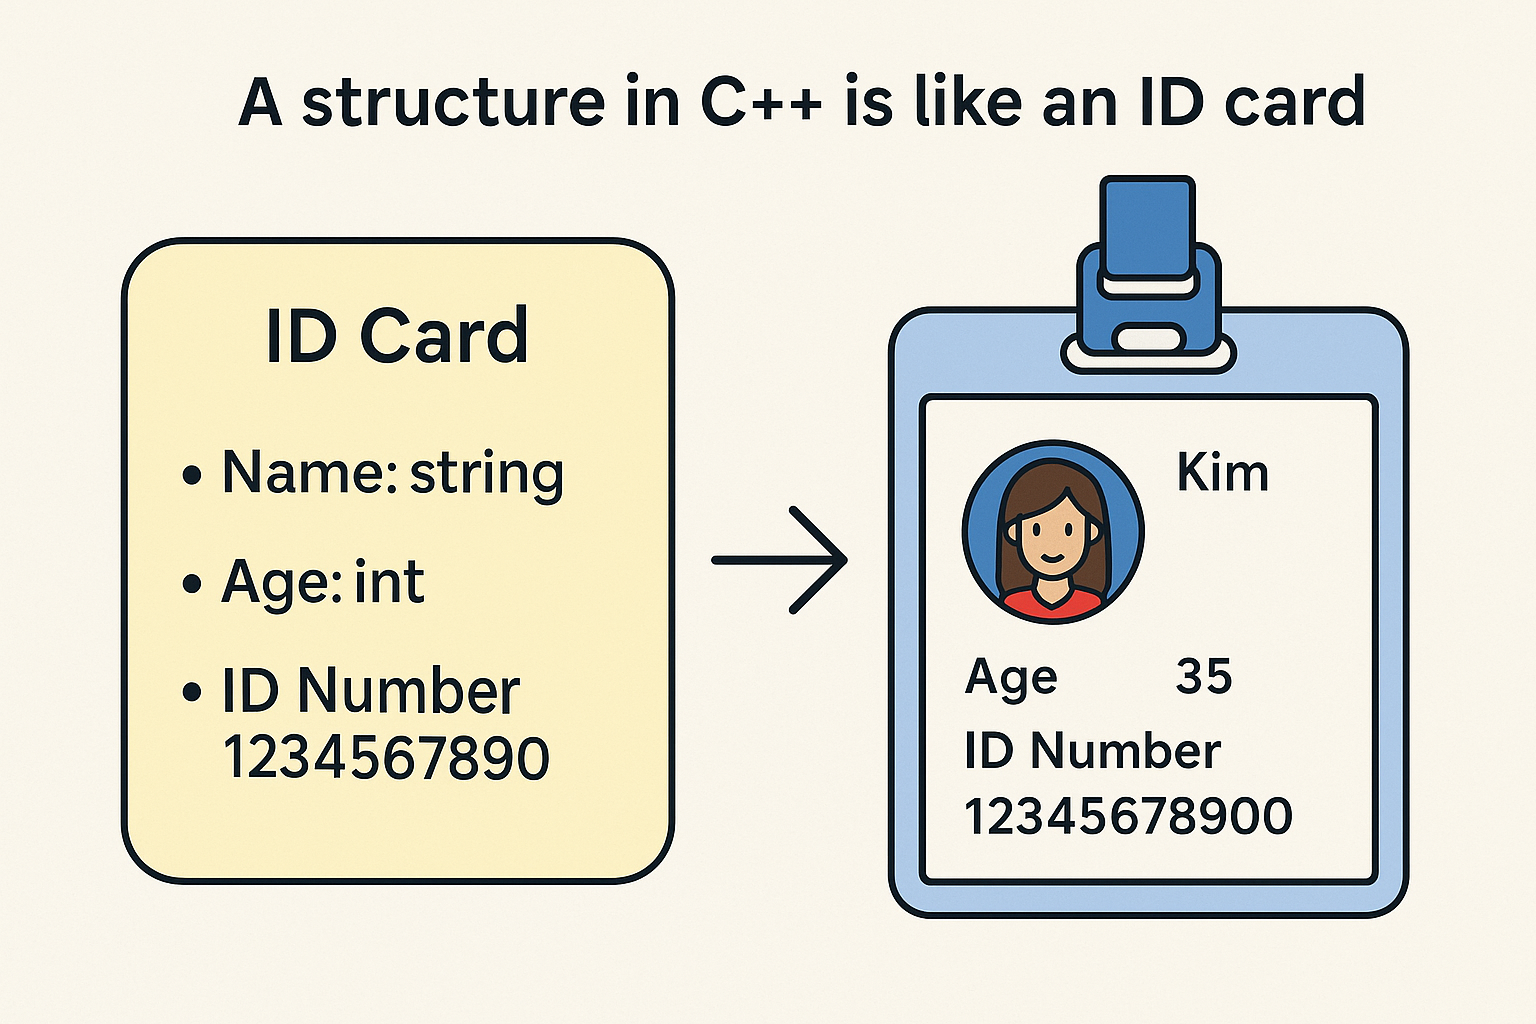 A structure in C++ is like an ID card
ID Card
• Name: string
• Age: int
• ID Number
1234567890
Kim
Age 35
ID Number
12345678900